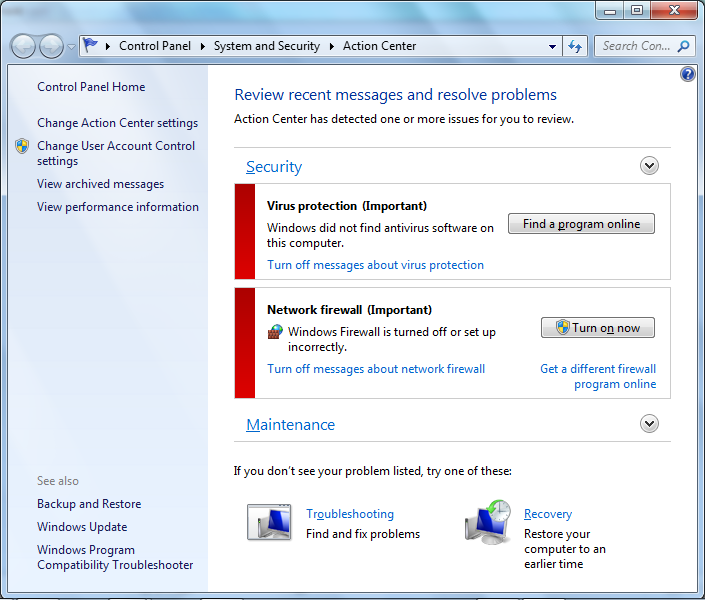 Control Panel
System and Security
Action Center
Search Con...
Control Panel Home
Change Action Center settings
Change User Account Control
settings
View archived messages
View performance information
See also
Backup and Restore
Windows Update
Windows Program
Compatibility Troubleshooter
Review recent messages and resolve problems
Action Center has detected one or more issues for you to review.
Security
Virus protection (Important)
Windows did not find antivirus software on
this computer.
Find a program online
Turn off messages about virus protection
Network firewall (Important)
Windows Firewall is turned off or set up
incorrectly.
Turn on now
Turn off messages about network firewall
Get a different firewall
program online
Maintenance
If you don't see your problem listed, try one of these:
Troubleshooting
Find and fix problems
Recovery
Restore your
computer to an
earlier time